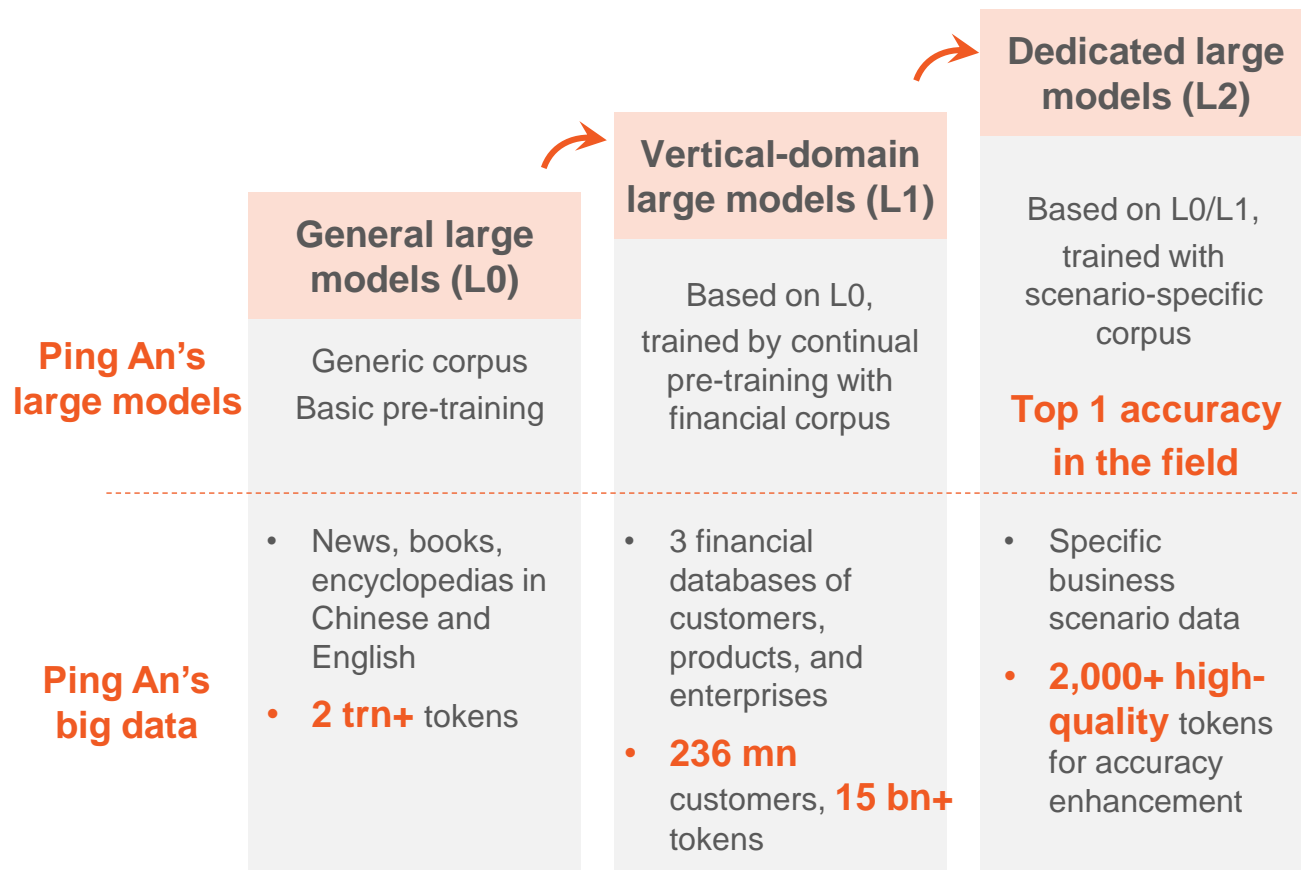 Ping An’s
large models
General large
models (L0)
Generic corpus
Basic pre-training
Vertical-domain
large models (L1)
Based on L0,
trained by continual
pre-training with
financial corpus
Dedicated large
models (L2)
Based on L0/L1,
trained with
scenario-specific
corpus
Top 1 accuracy
in the field
Ping An’s
big data
• News, books,
encyclopedias in
Chinese and
English
• 2 trn+ tokens
• 3 financial
databases of
customers,
products, and
enterprises
• 236 mn
customers, 15 bn+
tokens
• Specific
business
scenario data
• 2,000+ high-
quality tokens
for accuracy
enhancement